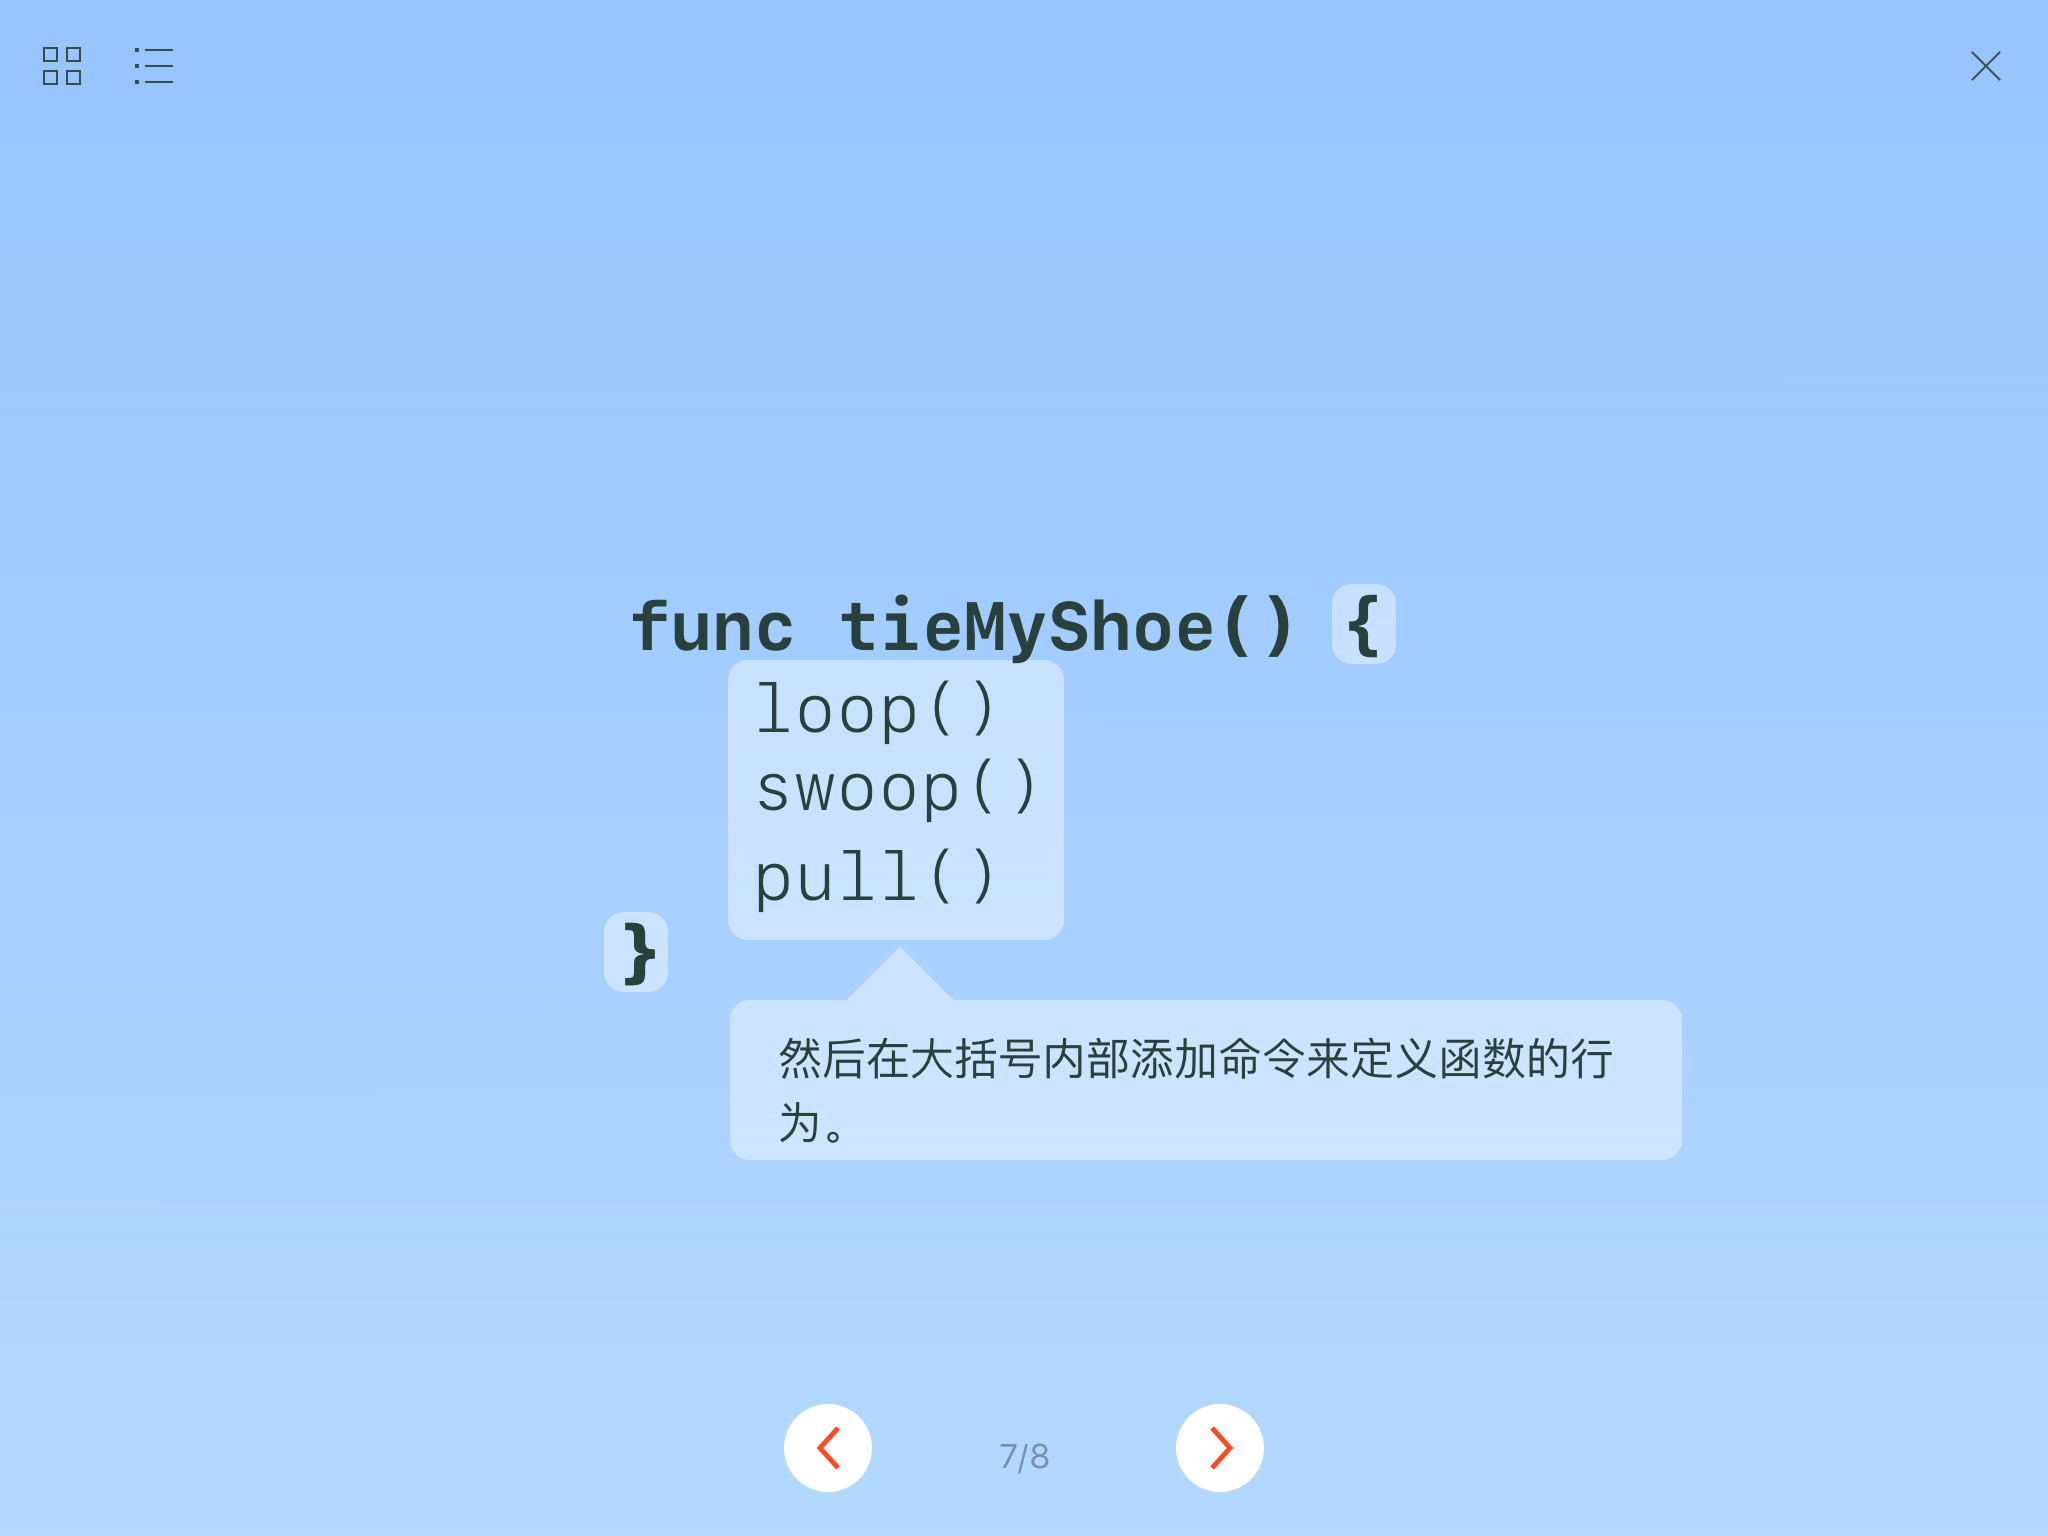 func tieMyShoe() {
loop()
swoop()
pull()
}
然后在大括号内部添加命令来定义函数的行
为。
7/8